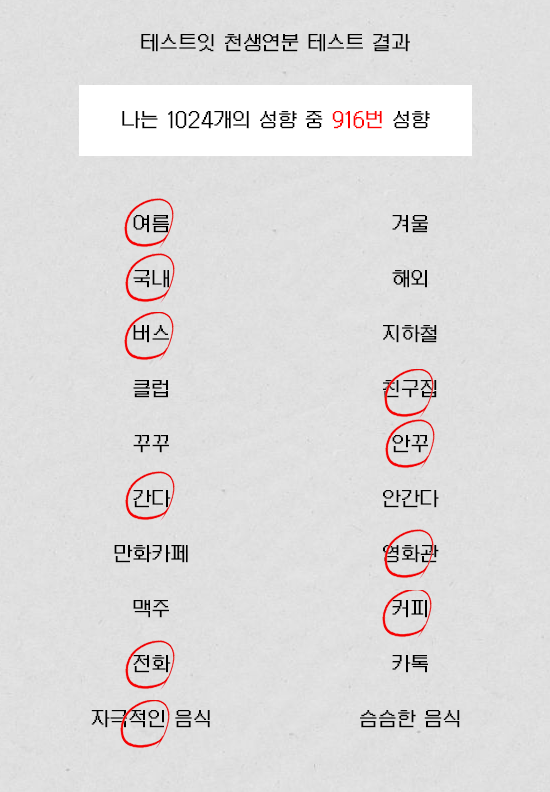 테스트잇 천생연분 테스트 결과
나는 1024개의 성향 중 916번 성향
여름 겨울
국내 해외
버스 지하철
클럽 친구집
꾸꾸 안꾸
간다 안간다
만화카페 영화관
맥주 커피
전화 카톡
자극적인 음식 슴슴한 음식